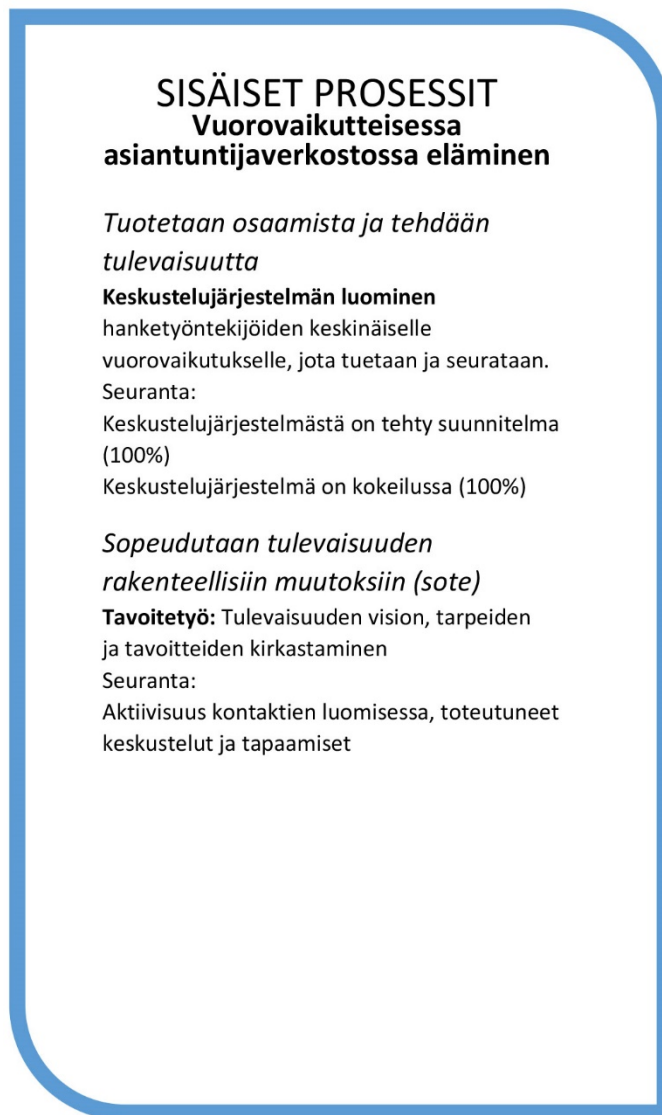 SISÄISET PROSESSIT
Vuorovaikutteisessa
asiantuntijaverkostossa eläminen
Tuotetaan osaamista ja tehdään
tulevaisuutta
Keskustelujärjestelmän luominen
hanketyöntekijöiden keskinäiselle
vuorovaikutukselle, jota tuetaan ja seurataan.
Seuranta:
Keskustelujärjestelmästä on tehty suunnitelma
(100%)
Keskustelujärjestelmä on kokeilussa (100%)
Sopeudutaan tulevaisuuden
rakenteellisiin muutoksiin (sote)
Tavoitetyö: Tulevaisuuden vision, tarpeiden
ja tavoitteiden kirkastaminen
Seuranta:
Aktiivisuus kontaktien luomisessa, toteutuneet
keskustelut ja tapaamiset